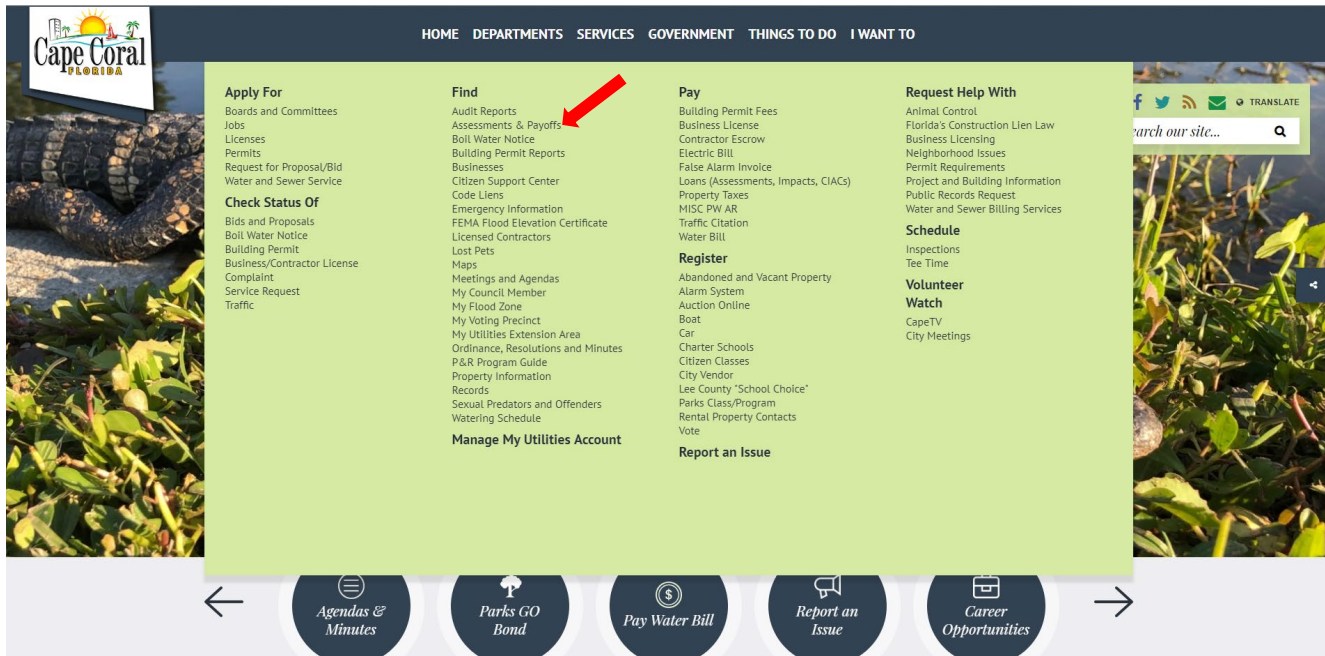 Cape Coral
FLORIDA
HOME DEPARTMENTS SERVICES GOVERNMENT THINGS TO DO I WANT TO
Apply For
Boards and Committees
Jobs
Licenses
Permits
Request for Proposal/Bid
Water and Sewer Service
Check Status Of
Bids and Proposals
Boil Water Notice
Building Permit
Business/Contractor License
Complaint
Service Request
Traffic
Find
Audit Reports
Assessments & Payoffs
Boil Water Notice
Building Permit Reports
Businesses
Citizen Support Center
Code Liens
Emergency Information
FEMA Flood Elevation Certificate
Licensed Contractors
Lost Pets
Maps
Meetings and Agendas
My Council Member
My Flood Zone
My Voting Precinct
My Utilities Extension Area
Ordinance, Resolutions and Minutes
P&R Program Guide
Property Information
Records
Sexual Predators and Offenders
Watering Schedule
Manage My Utilities Account
Pay
Building Permit Fees
Business License
Contractor Escrow
Electric Bill
False Alarm Invoice
Loans (Assessments, Impacts, CIACs)
Property Taxes
MISC PW AR
Traffic Citation
Water Bill
Register
Abandoned and Vacant Property
Alarm System
Auction Online
Boat
Car
Charter Schools
Citizen Classes
City Vendor
Lee County "School Choice"
Parks Class/Program
Rental Property Contacts
Vote
Report an Issue
Request Help With
Animal Control
Florida's Construction Lien Law
Business Licensing
Neighborhood Issues
Permit Requirements
Project and Building Information
Public Records Request
Water and Sewer Billing Services
Schedule
Inspections
Tee Time
Volunteer
Watch
CapeTV
City Meetings
TRANSLATE
earch our site...
Agendas &
Minutes
Parks GO
Bond
Pay Water Bill
Report an
Issue
Career
Opportunities